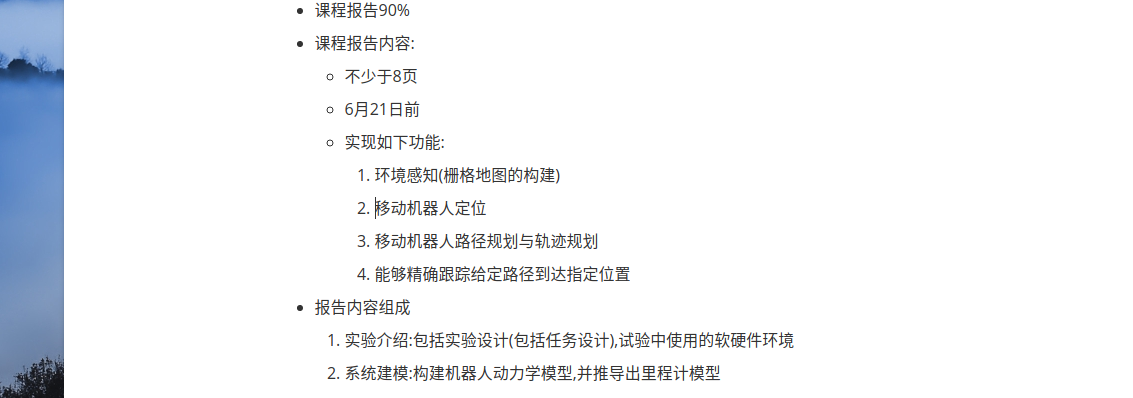 课程报告90%
课程报告内容:
不少于8页
6月21日前
实现如下功能:
1. 环境感知(栅格地图的构建)
2. 移动机器人定位
3. 移动机器人路径规划与轨迹规划
4. 能够精确跟踪给定路径到达指定位置
报告内容组成
1. 实验介绍:包括实验设计(包括任务设计),试验中使用的软硬件环境
2. 系统建模:构建机器人动力学模型,并推导出里程计模型